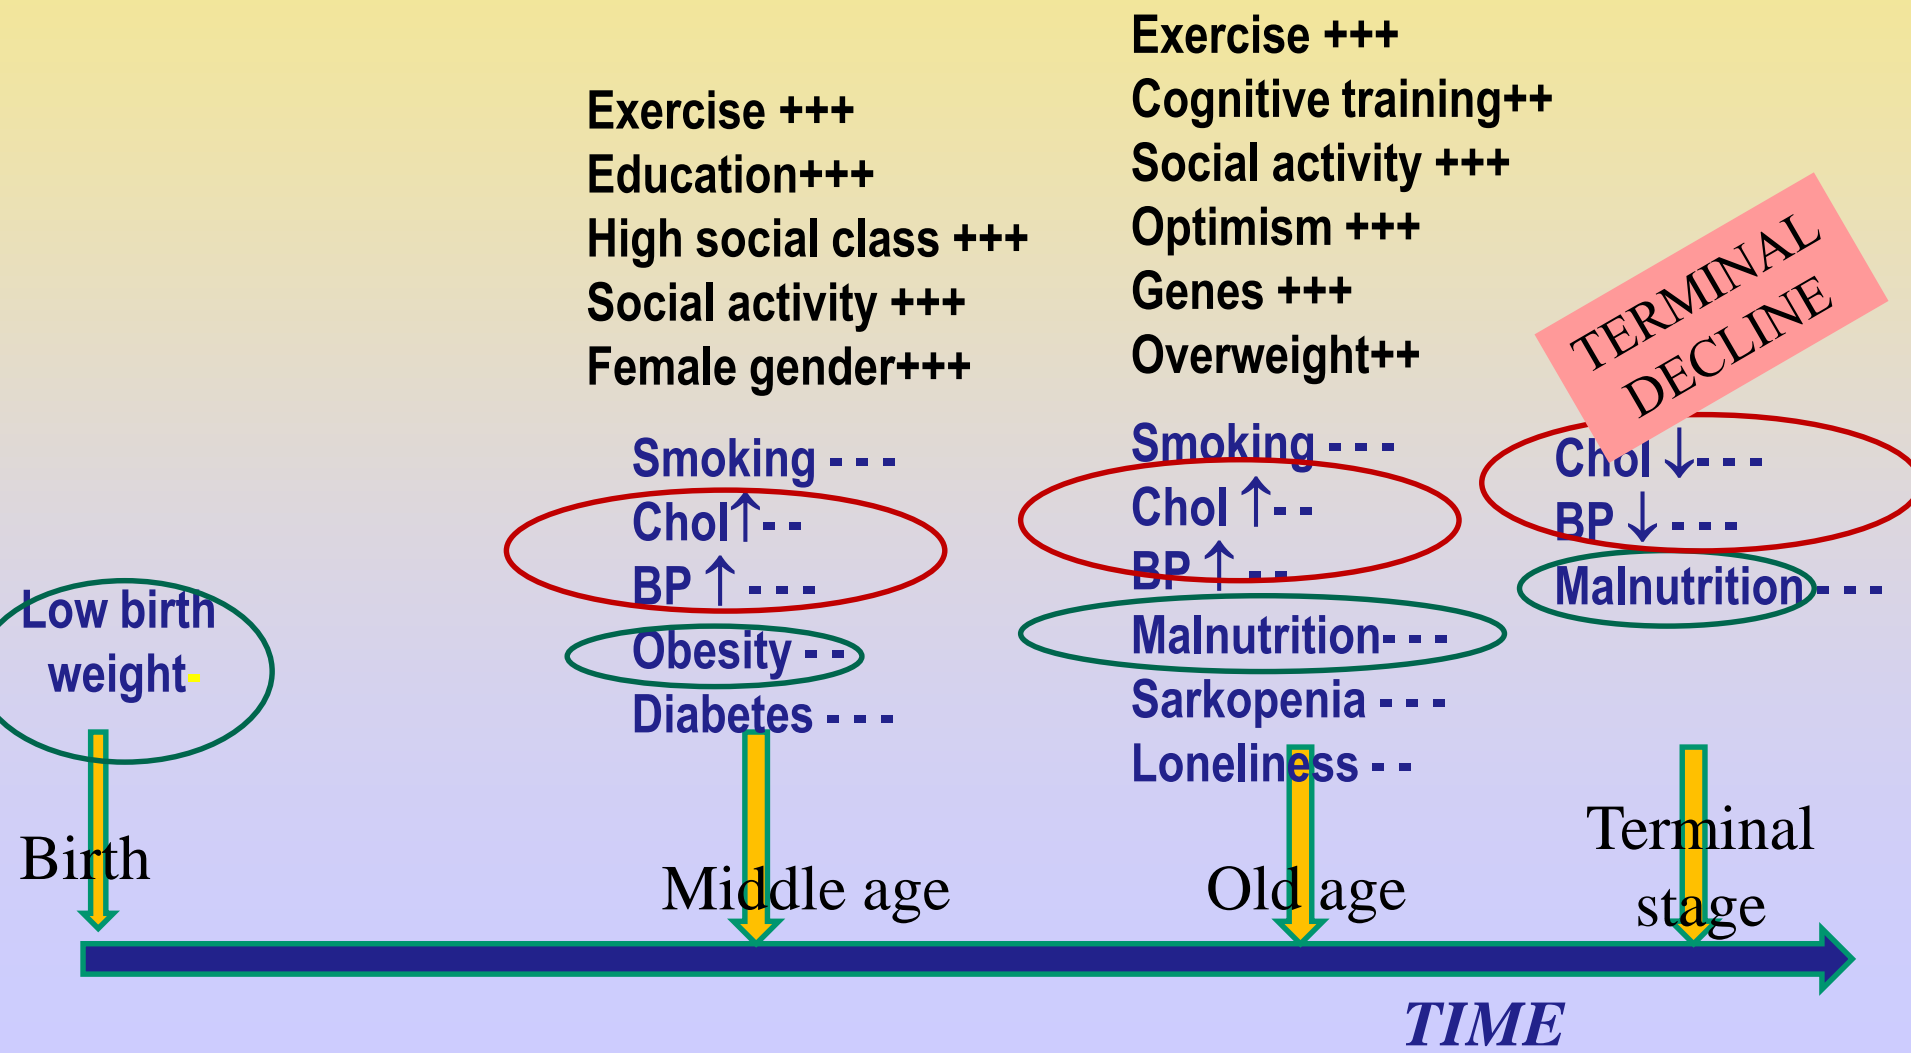 Exercise +++
Education+++
High social class +++
Social activity +++
Female gender+++
Exercise +++
Cognitive training++
Social activity +++
Optimism +++
Genes +++
Overweight++
TERMINAL
DECLINE
Low birth
weight-
Smoking - - -
Chol↑- -
BP ↑ - - -
Obesity - -
Diabetes - - -
Smoking - - -
Chol ↑- -
BP ↑ - -
Malnutrition- - -
Sarkopenia - - -
Loneliness - -
Chol ↓- - -
BP ↓ - - -
Malnutrition - - -
Birth
Middle age
Old age
Terminal
stage
TIME